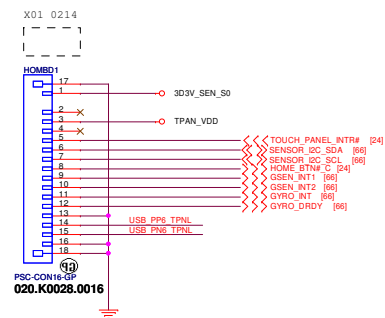 X01 0214
HOMBD1
17
1
3D3V_SEN_S0
2
3
TPAN_VDD
4
5
TOUCH_PANEL_INTR# [24]
6
SENSOR_I2C_SDA [66]
7
SENSOR_I2C_SCL [66]
8
HOME_BTN#_C [24]
9
GSEN_INT1 [66]
10
GSEN_INT2 [66]
11
GYRO_INT [66]
12
GYRO_DRDY [66]
13
14
USB_PP6_TPNL
15
USB_PN6_TPNL
16
18
PSC-CON16-GP
020.K0028.0016